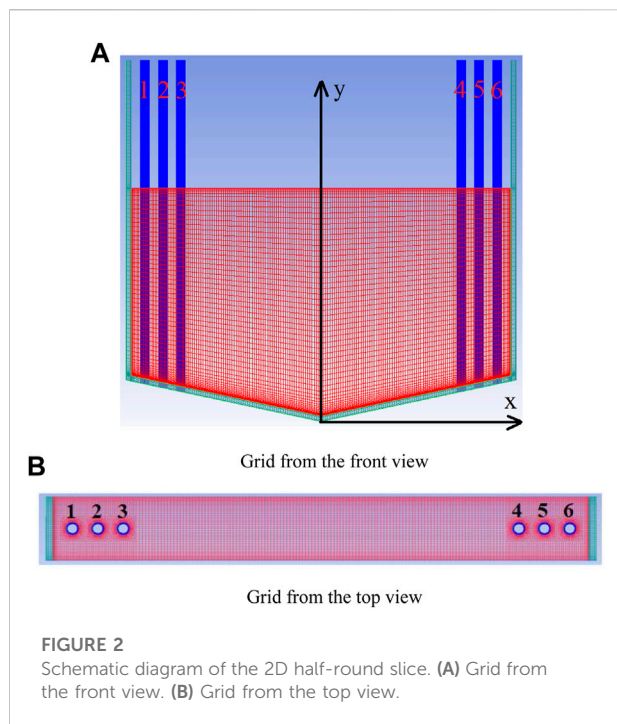 A
1 2 3
4 5 6
y
x
Grid from the front view
B
1 2 3
4 5 6
Grid from the top view
FIGURE 2
Schematic diagram of the 2D half-round slice. (A) Grid from
the front view. (B) Grid from the top view.